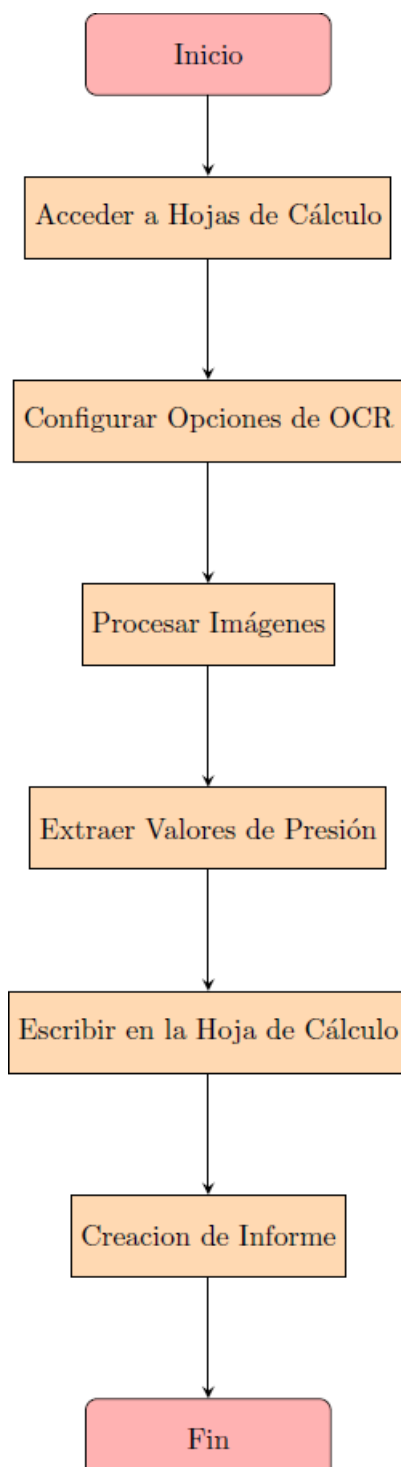 Inicio
Acceder a Hojas de Cálculo
Configurar Opciones de OCR
Procesar Imágenes
Extraer Valores de Presión
Escribir en la Hoja de Cálculo
Creacion de Informe
Fin